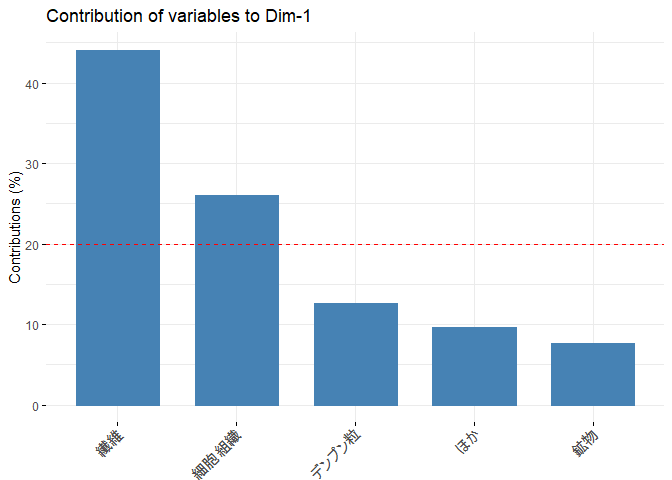 Contribution of variables to Dim-1
Contributions (%)
40
30
20
10
0
繊維
細胞組織
デンプン粒
ほか
鉱物